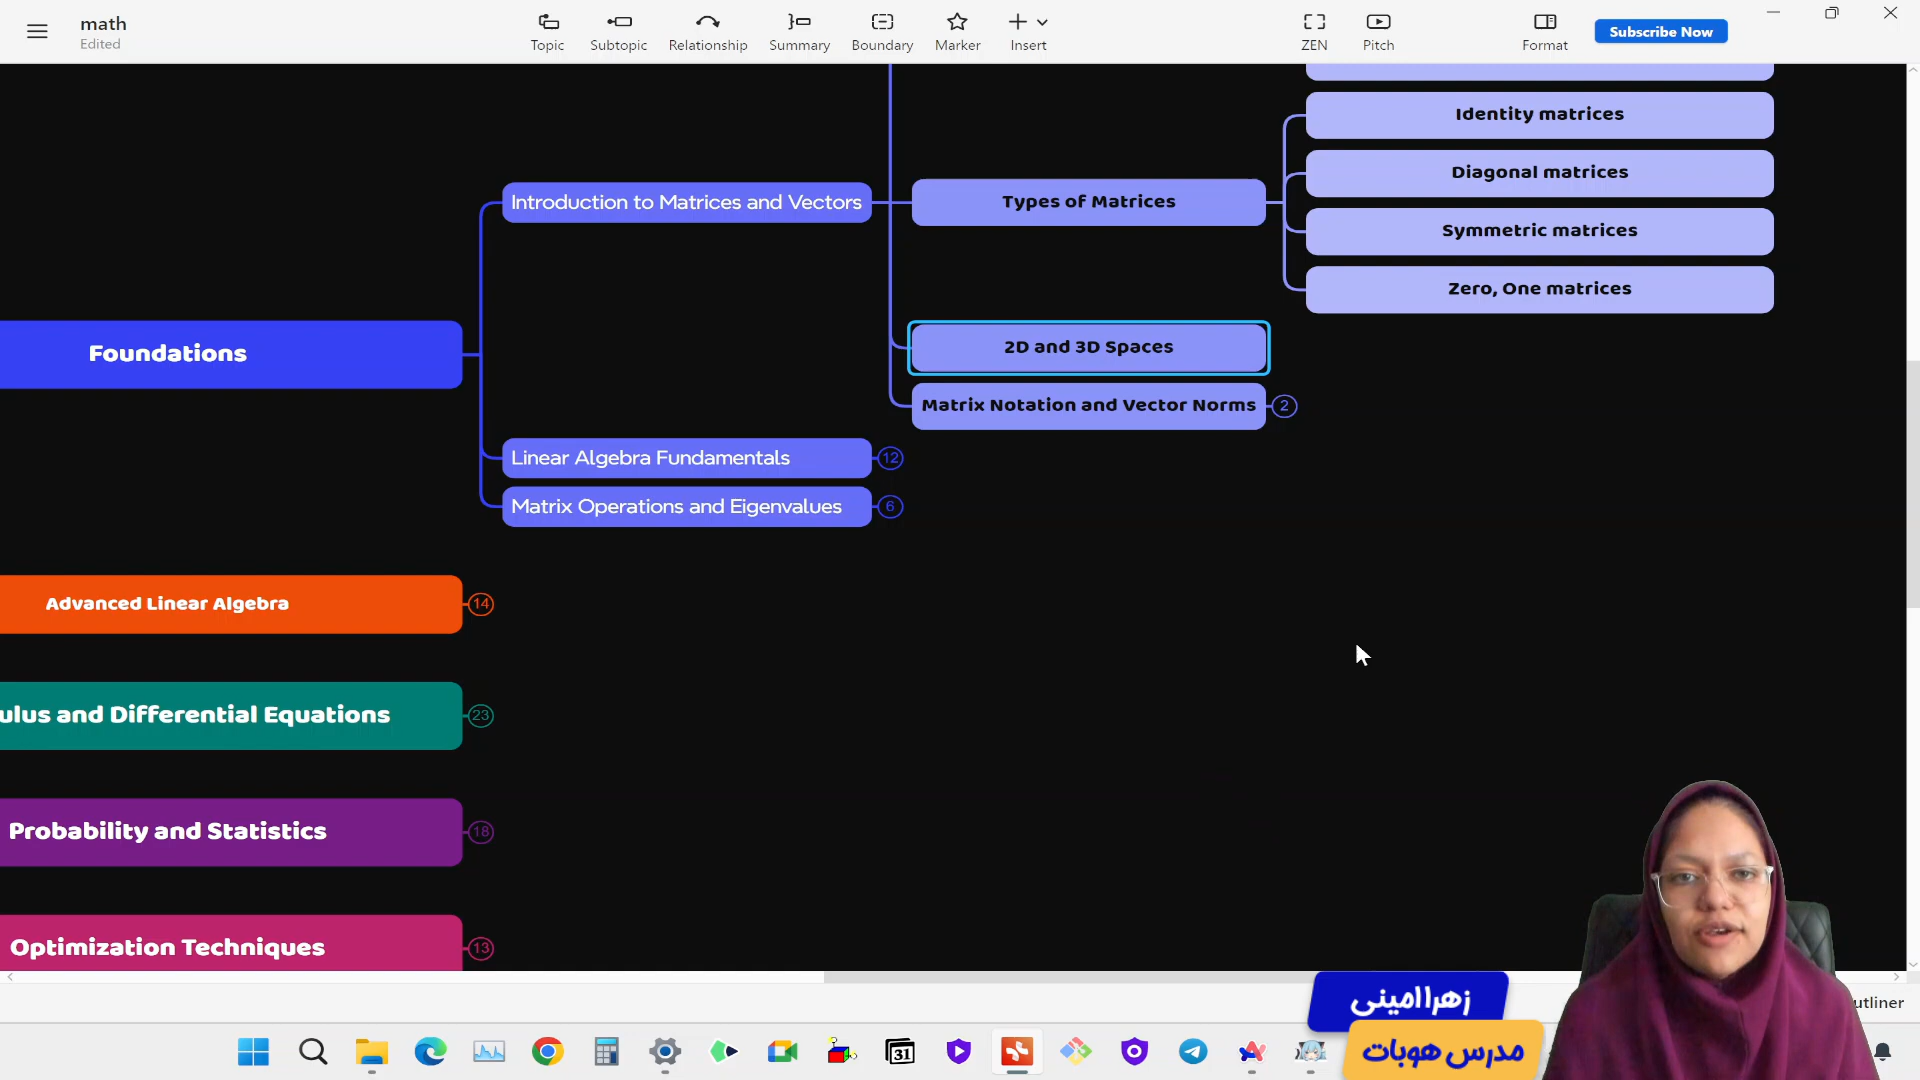 math
Edited
Topic
Subtopic
Relationship
Summary
Boundary
Marker
Insert
ZEN
Pitch
Format
Subscribe Now
Identity matrices
Diagonal matrices
Introduction to Matrices and Vectors
Types of Matrices
Symmetric matrices
Zero, One matrices
Foundations
2D and 3D Spaces
Matrix Notation and Vector Norms
2
Linear Algebra Fundamentals
12
Matrix Operations and Eigenvalues
6
Advanced Linear Algebra
14
ulus and Differential Equations
23
Probability and Statistics
18
Optimization Techniques
13
زهرا امینی
utliner
31
مدرس هوبات